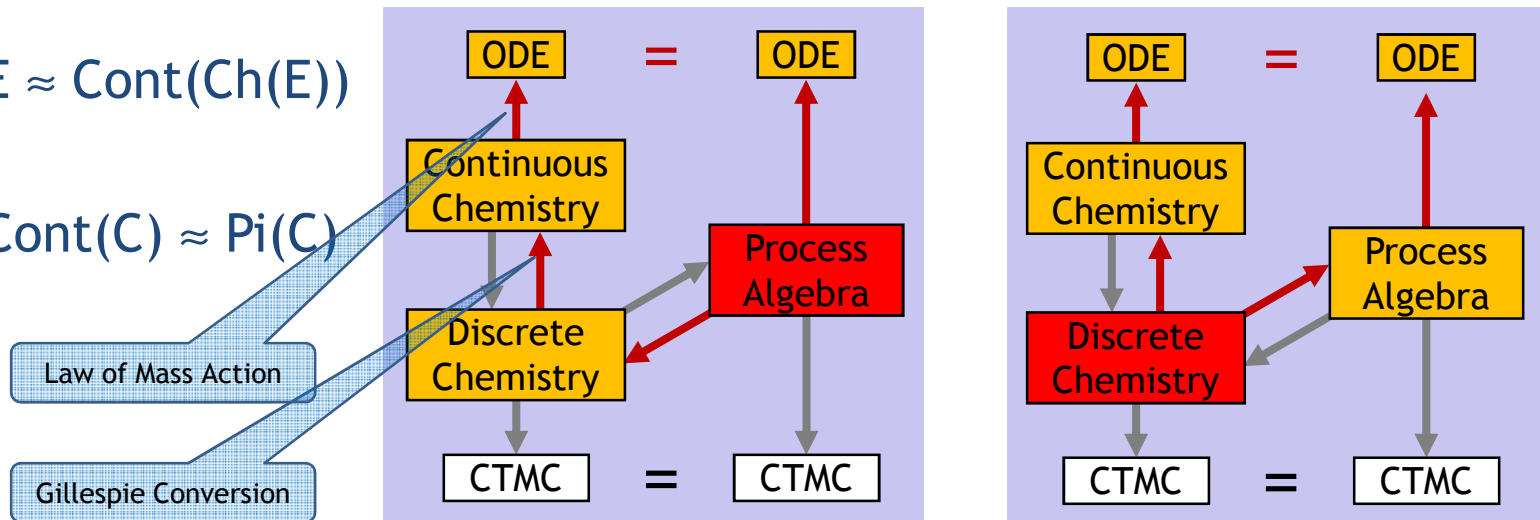 E ≈ Cont(Ch(E))
Cont(C) ≈ Pi(C)
Law of Mass Action
Gillespie Conversion
ODE = ODE
Continuous
Chemistry
Process
Algebra
Discrete
Chemistry
CTMC = CTMC
ODE = ODE
Continuous
Chemistry
Process
Algebra
Discrete
Chemistry
CTMC = CTMC